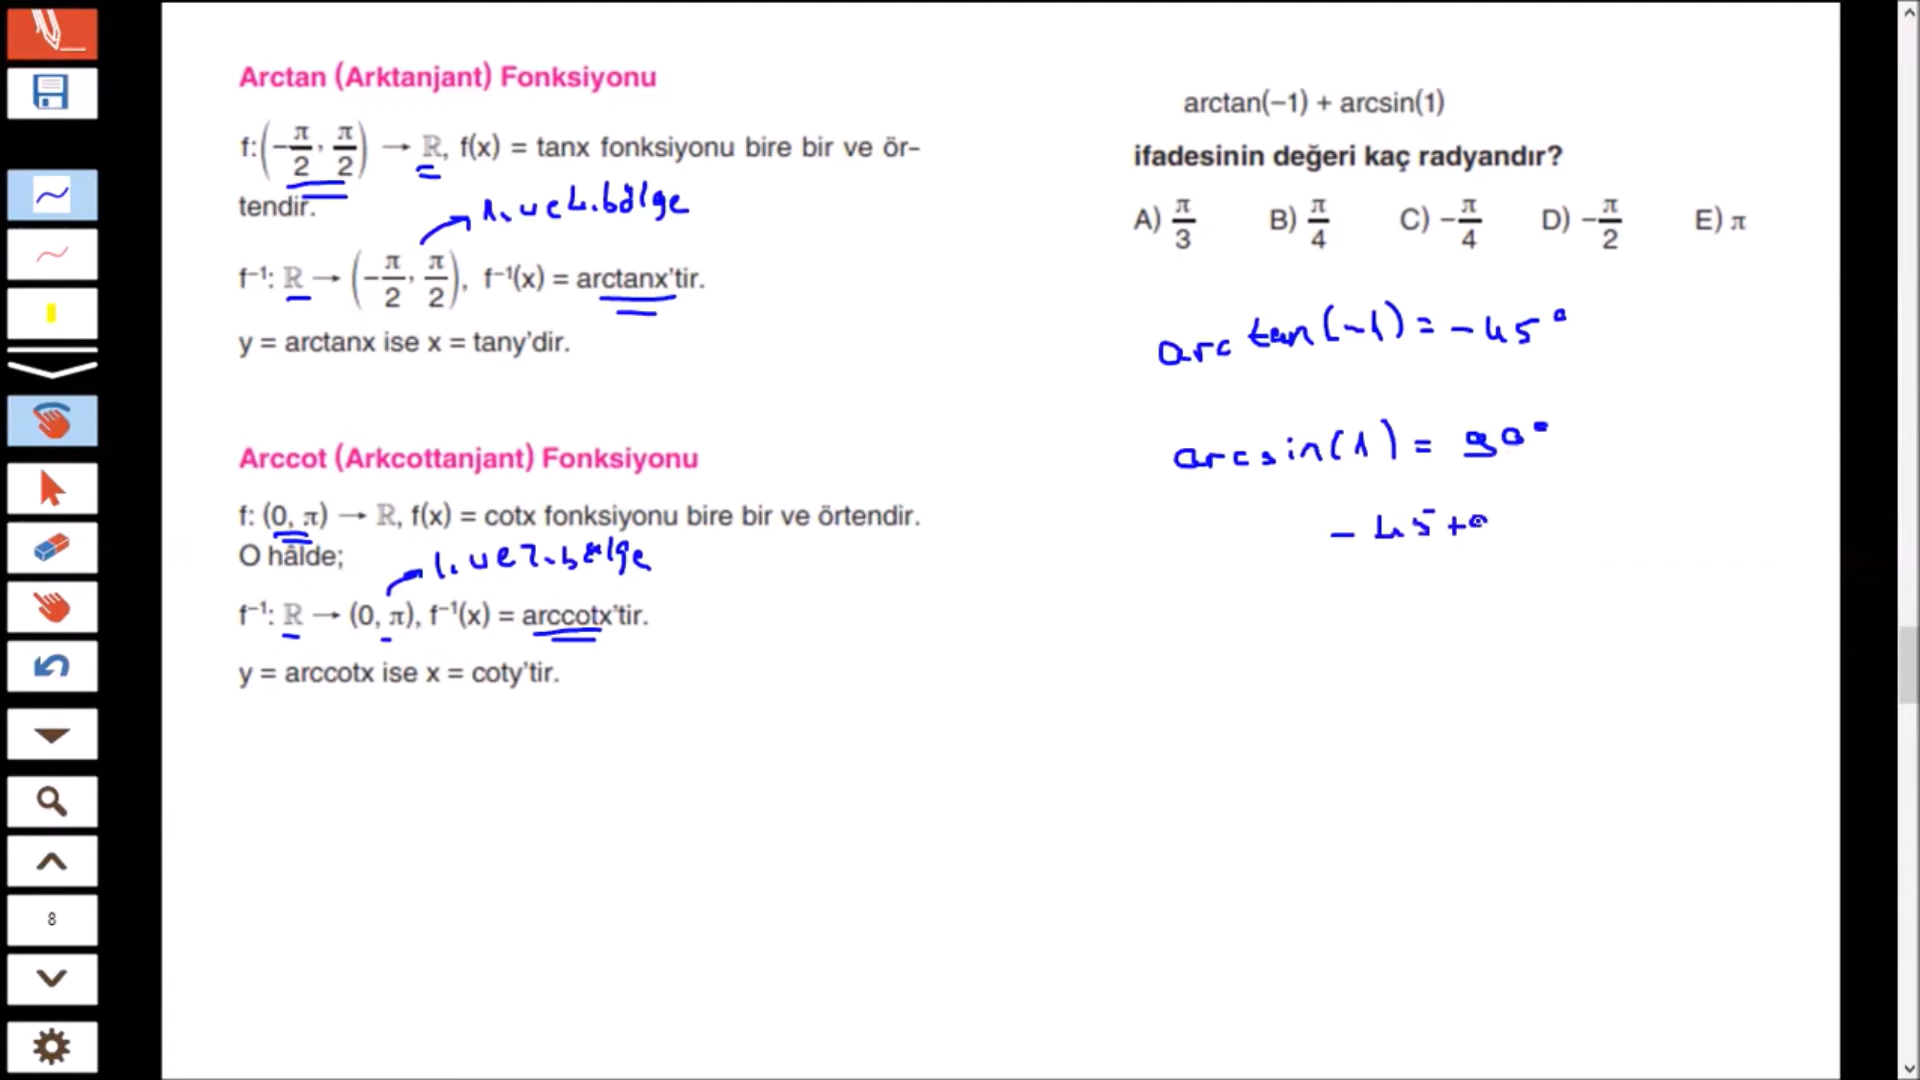 Arctan (Arktanjant) Fonksiyonu
f: (−π/2, π/2) → ℝ, f(x) = tanx fonksiyonu bire bir ve ör-
tendir.
1. ve 4. bölge
f⁻¹: ℝ → (−π/2, π/2), f⁻¹(x) = arctanx'tir.
y = arctanx ise x = tany'dir.
Arccot (Arkcottanjant) Fonksiyonu
f: (0, π) → ℝ, f(x) = cotx fonksiyonu bire bir ve örtendir.
O hâlde;
1. ve 2. bölge
f⁻¹: ℝ → (0, π), f⁻¹(x) = arccotx'tir.
y = arccotx ise x = coty'tir.
arctan(−1) + arcsin(1)
ifadesinin değeri kaç radyandır?
A) π/3 B) π/4 C) −π/4 D) −π/2 E) π
arc tan(−1) = −45°
arcsin(1) = 90°
−45+
8